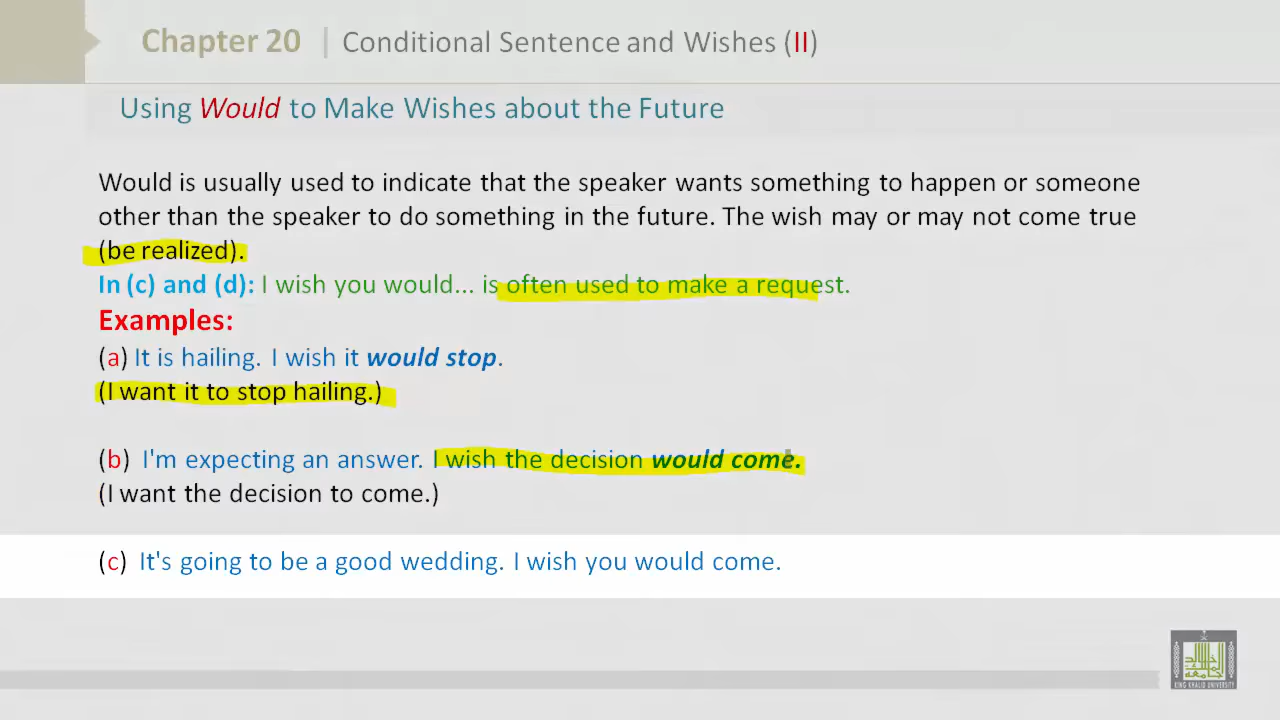 Chapter 20 | Conditional Sentence and Wishes (II)
Using Would to Make Wishes about the Future
Would is usually used to indicate that the speaker wants something to happen or someone
other than the speaker to do something in the future. The wish may or may not come true
(be realized).
In (c) and (d): I wish you would... is often used to make a request.
Examples:
(a) It is hailing. I wish it would stop.
(I want it to stop hailing.)
(b) I'm expecting an answer. I wish the decision would come.
(I want the decision to come.)
(c) It's going to be a good wedding. I wish you would come.
KING KHALID UNIVERSITY